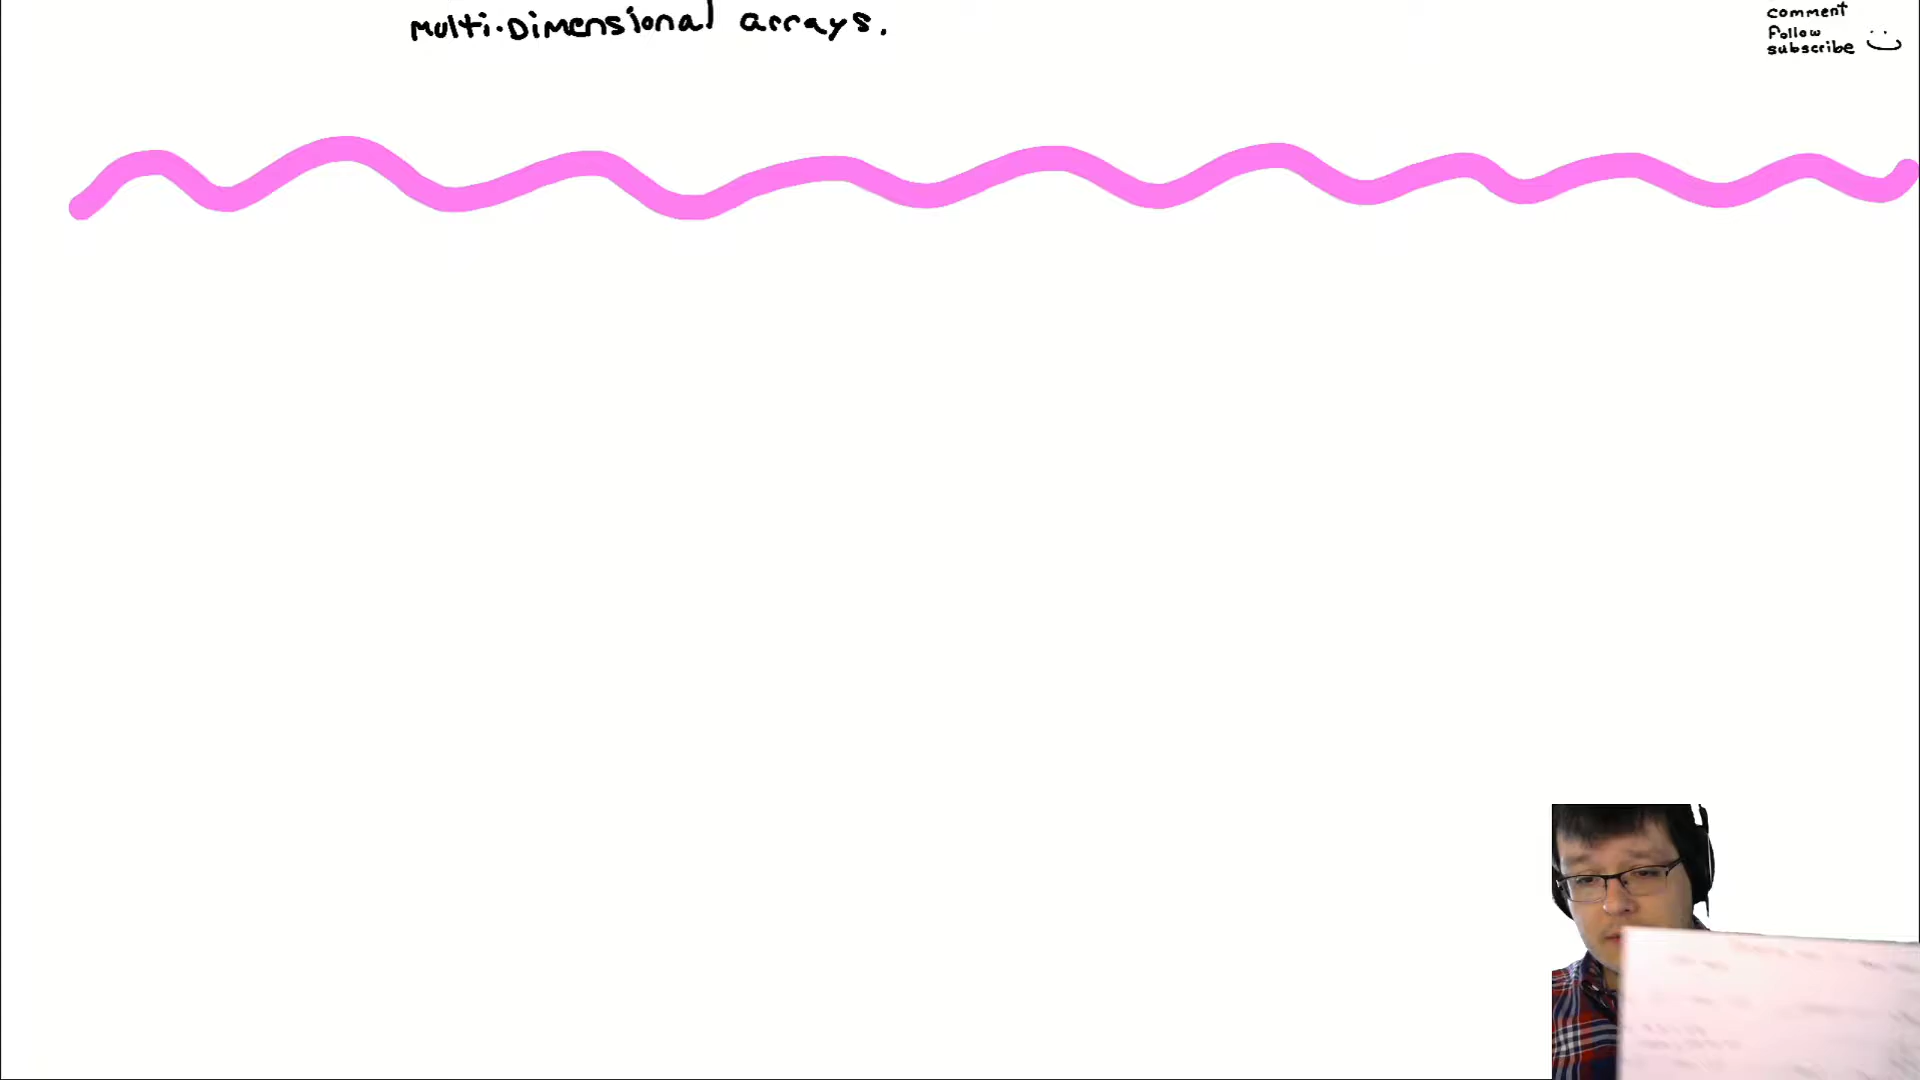 multi-Dimensional arrays.
comment
Follow
subscribe